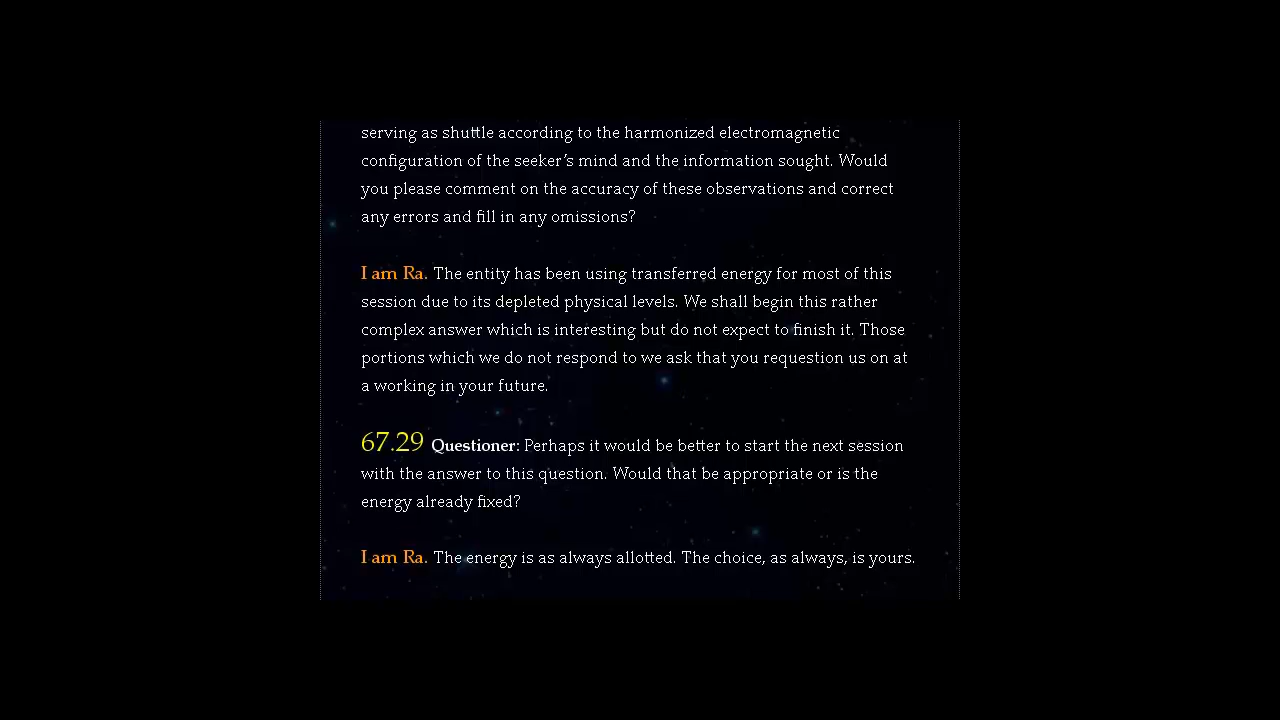 serving as shuttle according to the harmonized electromagnetic
configuration of the seeker's mind and the information sought. Would
you please comment on the accuracy of these observations and correct
any errors and fill in any omissions?
I am Ra. The entity has been using transferred energy for most of this
session due to its depleted physical levels. We shall begin this rather
complex answer which is interesting but do not expect to finish it. Those
portions which we do not respond to we ask that you requestion us on at
a working in your future.
67.29 Questioner: Perhaps it would be better to start the next session
with the answer to this question. Would that be appropriate or is the
energy already fixed?
I am Ra. The energy is as always allotted. The choice, as always, is yours.